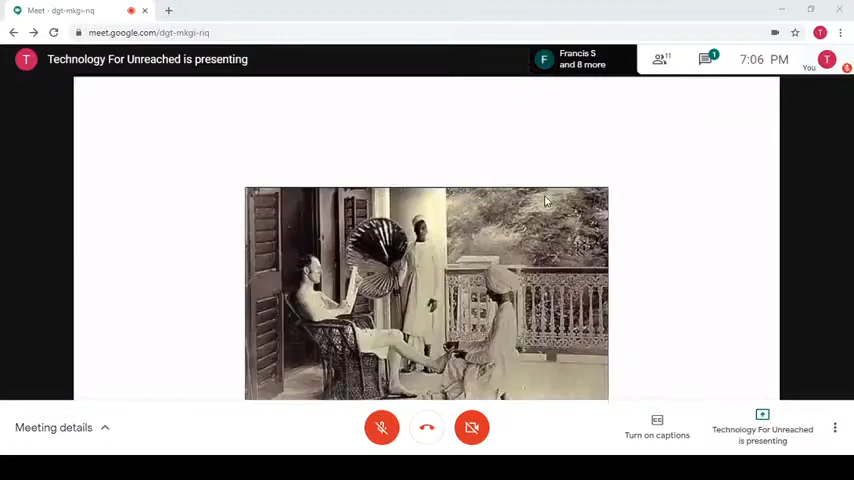 Meet - dgt-mkgi-riq
meet.google.com/dgt-mkgi-riq
T
T Technology For Unreached is presenting
F Francis S
and 8 more
11
1
7:06 PM
You T
Meeting details
Turn on captions
Technology For Unreached
is presenting